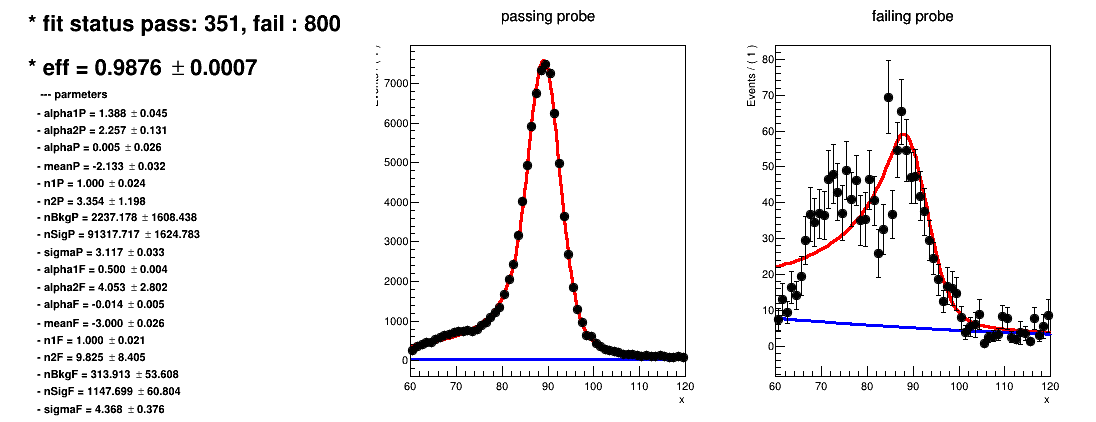 * fit status pass: 351, fail : 800
* eff = 0.9876 ± 0.0007
--- parmeters
- alpha1P = 1.388 ± 0.045
- alpha2P = 2.257 ± 0.131
- alphaP = 0.005 ± 0.026
- meanP = -2.133 ± 0.032
- n1P = 1.000 ± 0.024
- n2P = 3.354 ± 1.198
- nBkgP = 2237.178 ± 1608.438
- nSigP = 91317.717 ± 1624.783
- sigmaP = 3.117 ± 0.033
- alpha1F = 0.500 ± 0.004
- alpha2F = 4.053 ± 2.802
- alphaF = -0.014 ± 0.005
- meanF = -3.000 ± 0.026
- n1F = 1.000 ± 0.021
- n2F = 9.825 ± 8.405
- nBkgF = 313.913 ± 53.608
- nSigF = 1147.699 ± 60.804
- sigmaF = 4.368 ± 0.376
passing probe
7000
6000
5000
4000
3000
2000
1000
0
60 70 80 90 100 110 120
x
failing probe
Events / ( 1 )
80
70
60
50
40
30
20
10
0
60 70 80 90 100 110 120
x